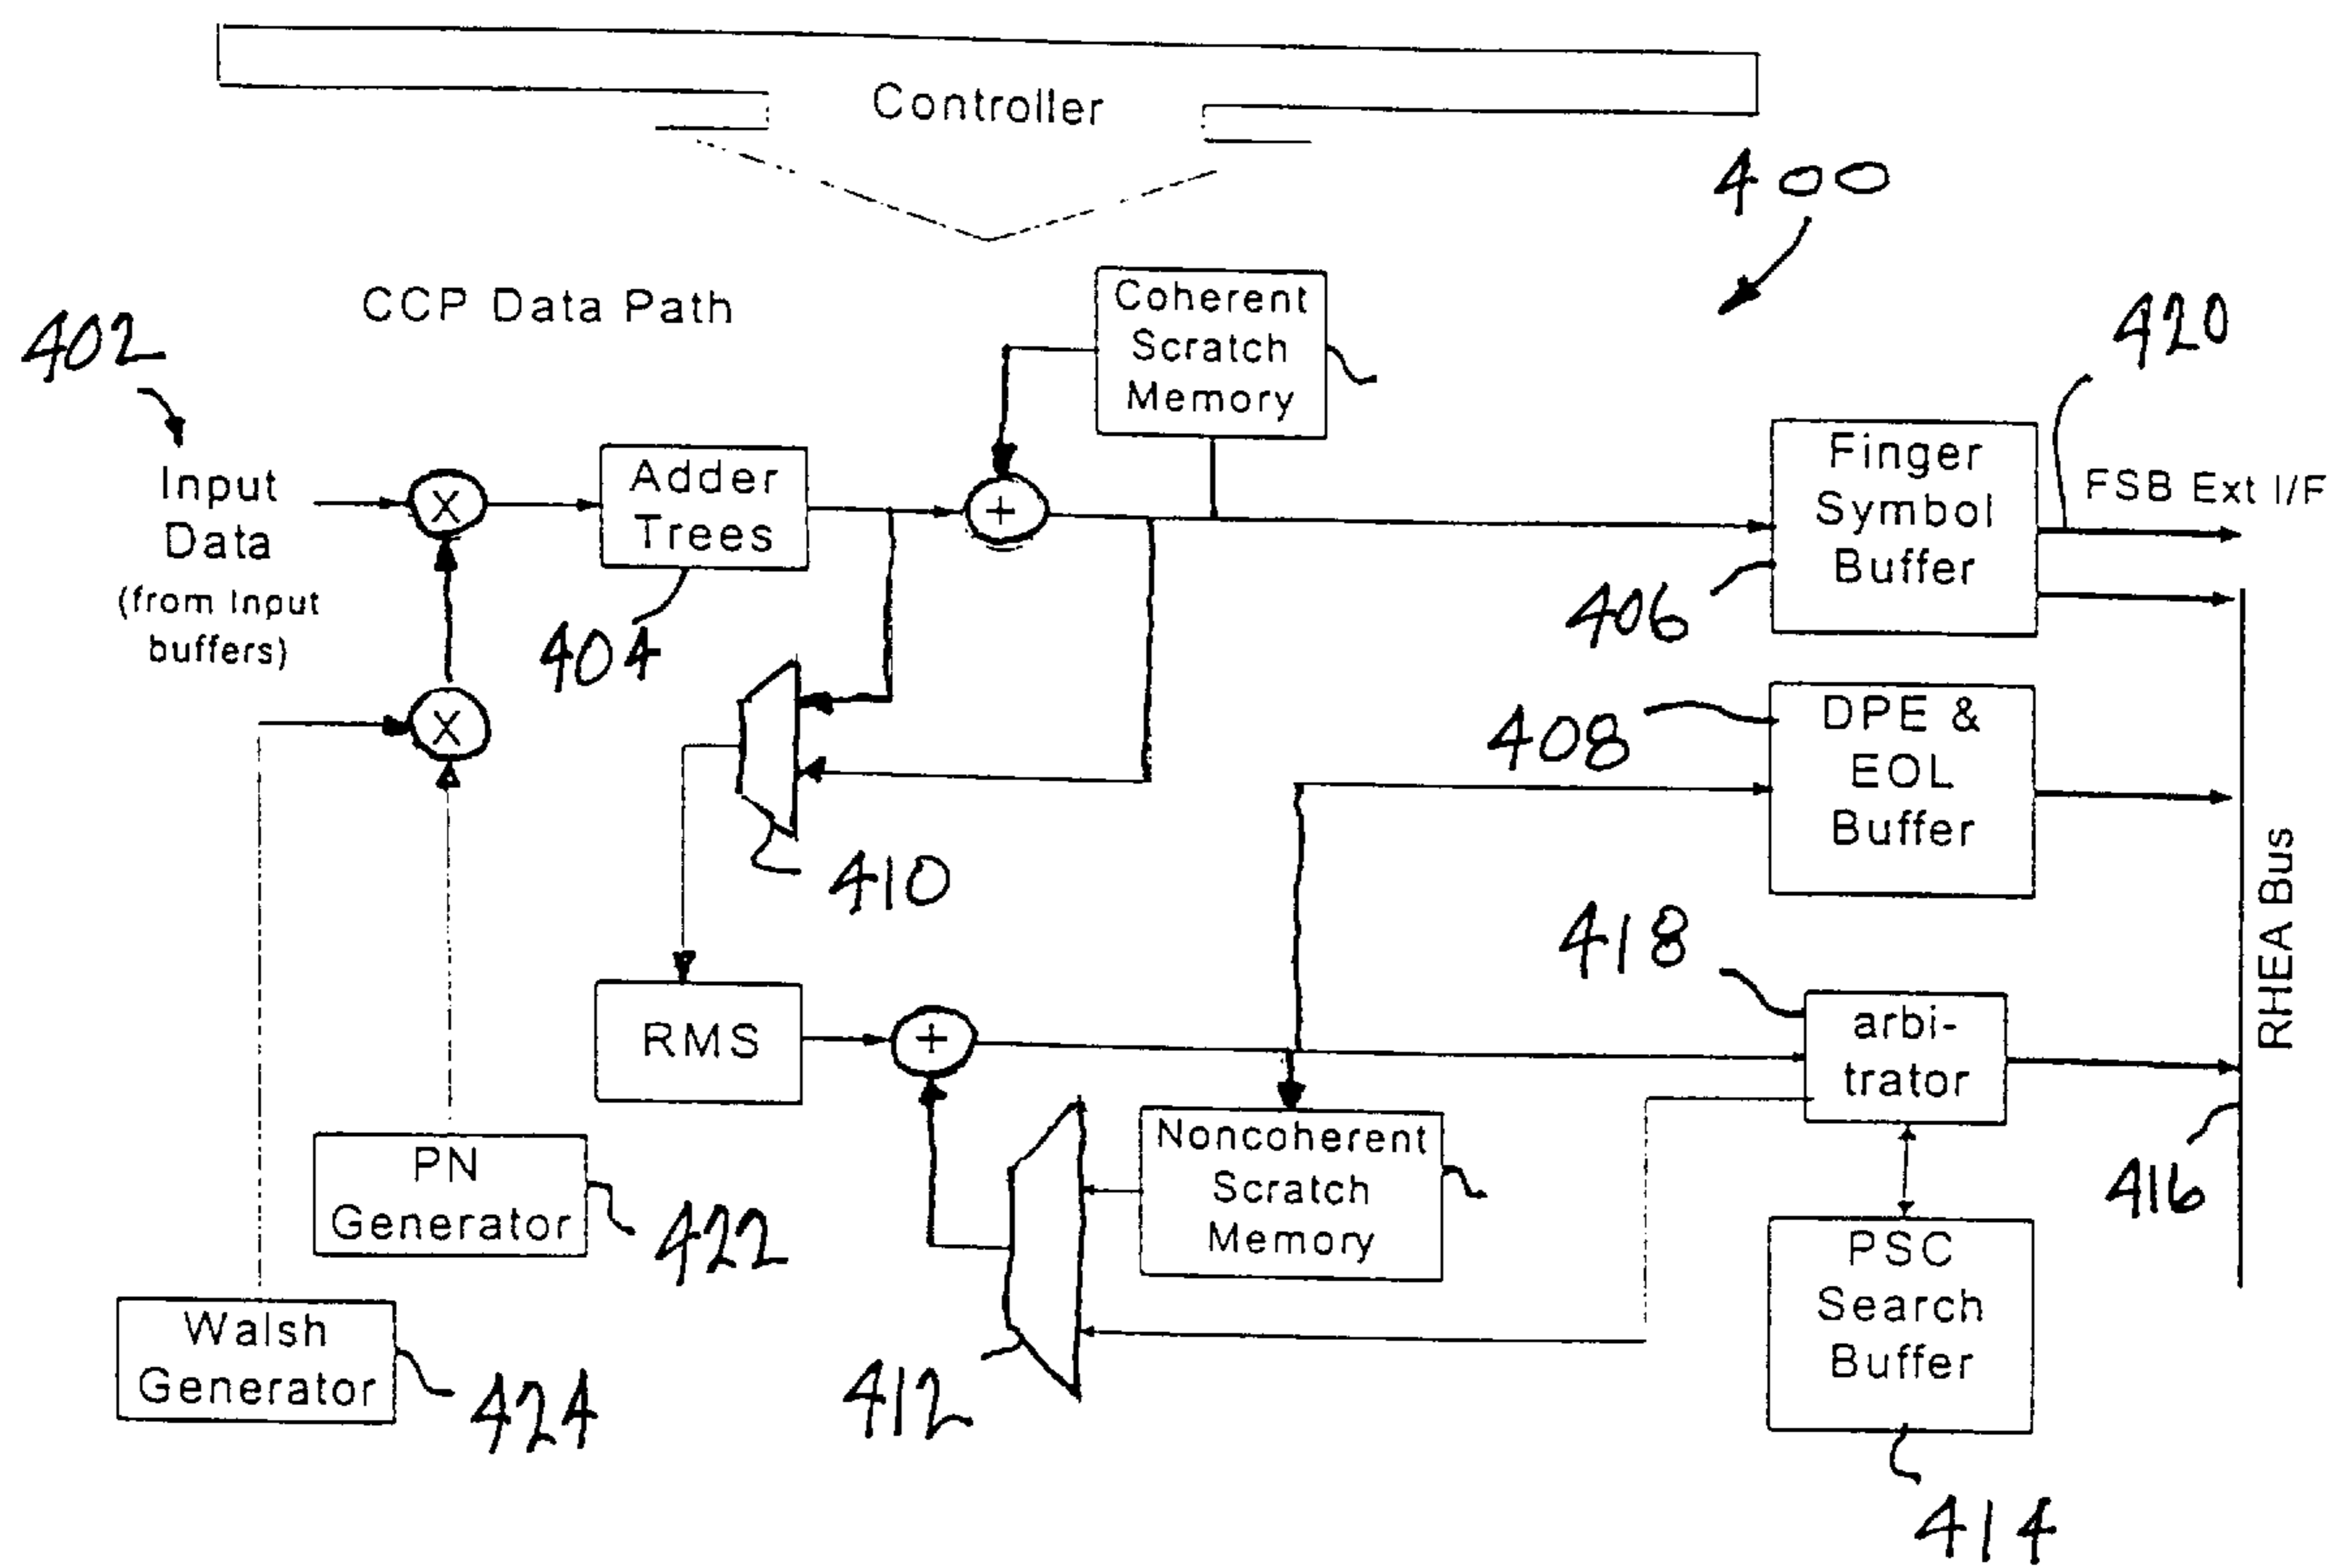 Controller
400
CCP Data Path
402
Input
Data
(from Input
buffers)
X
Adder
Trees
404
+
Coherent
Scratch
Memory
Finger
Symbol
Buffer
406
420
FSB Ext I/F
X
410
408
DPE &
EOL
Buffer
RMS
+
418
arbi-
trator
RHEA Bus
416
PN
Generator
422
Noncoherent
Scratch
Memory
412
PSC
Search
Buffer
414
Walsh
Generator
424